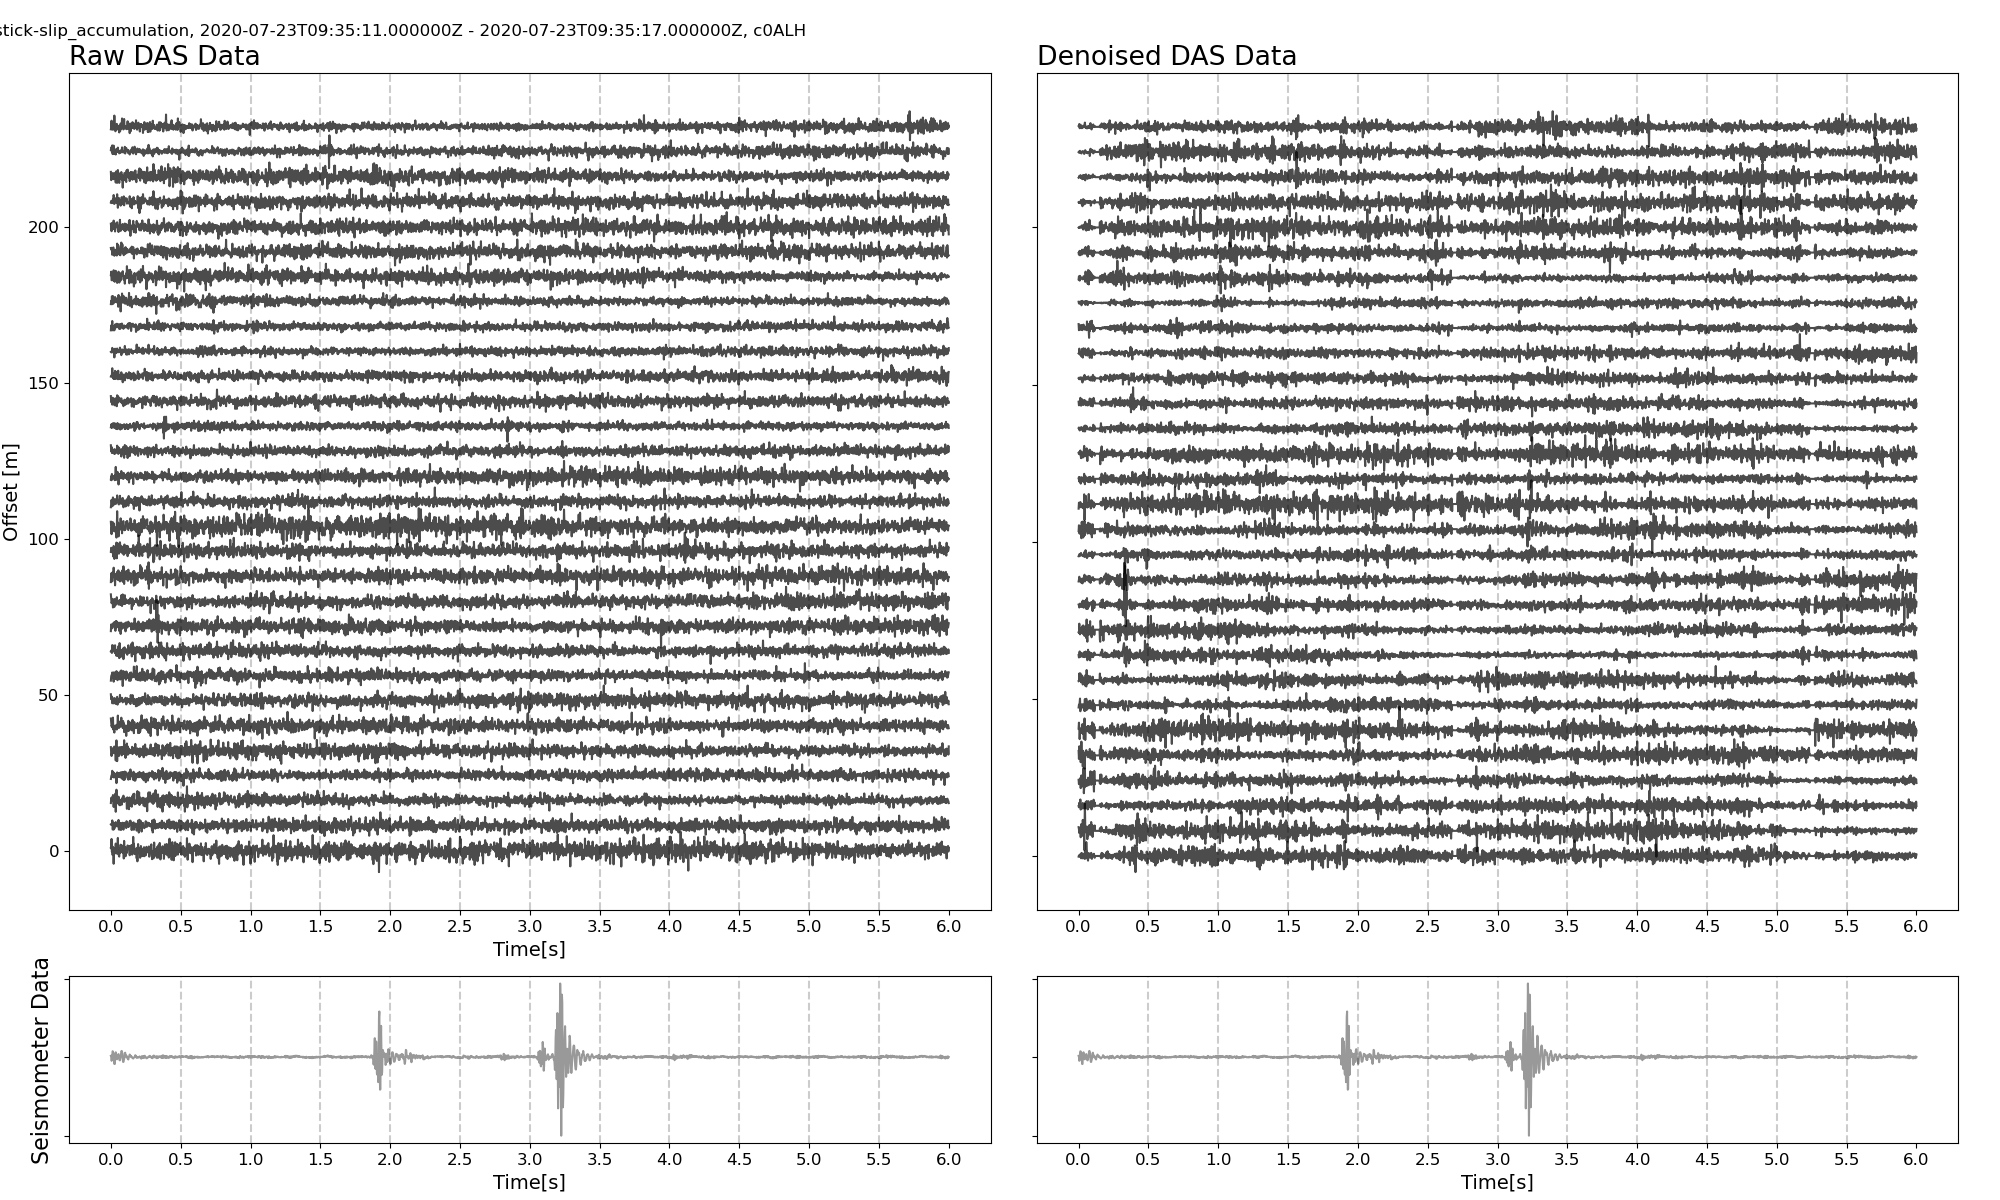 stick-slip_accumulation, 2020-07-23T09:35:11.000000Z - 2020-07-23T09:35:17.000000Z, c0ALH
Raw DAS Data
Denoised DAS Data
Offset [m]
200
150
100
50
0
0.0 0.5 1.0 1.5 2.0 2.5 3.0 3.5 4.0 4.5 5.0 5.5 6.0
Time[s]
0.0 0.5 1.0 1.5 2.0 2.5 3.0 3.5 4.0 4.5 5.0 5.5 6.0
Seismometer Data
0.0 0.5 1.0 1.5 2.0 2.5 3.0 3.5 4.0 4.5 5.0 5.5 6.0
Time[s]
0.0 0.5 1.0 1.5 2.0 2.5 3.0 3.5 4.0 4.5 5.0 5.5 6.0
Time[s]